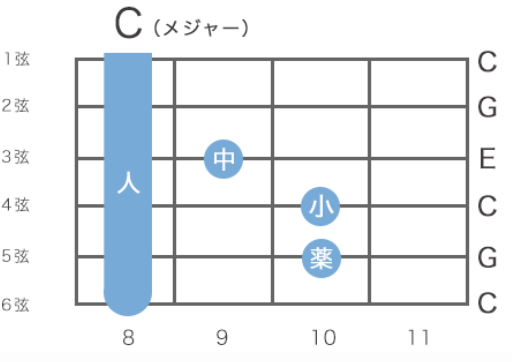 C（メジャー）
1弦 C
2弦 G
3弦 中 E
人
4弦 小 C
5弦 薬 G
6弦 C
8 9 10 11